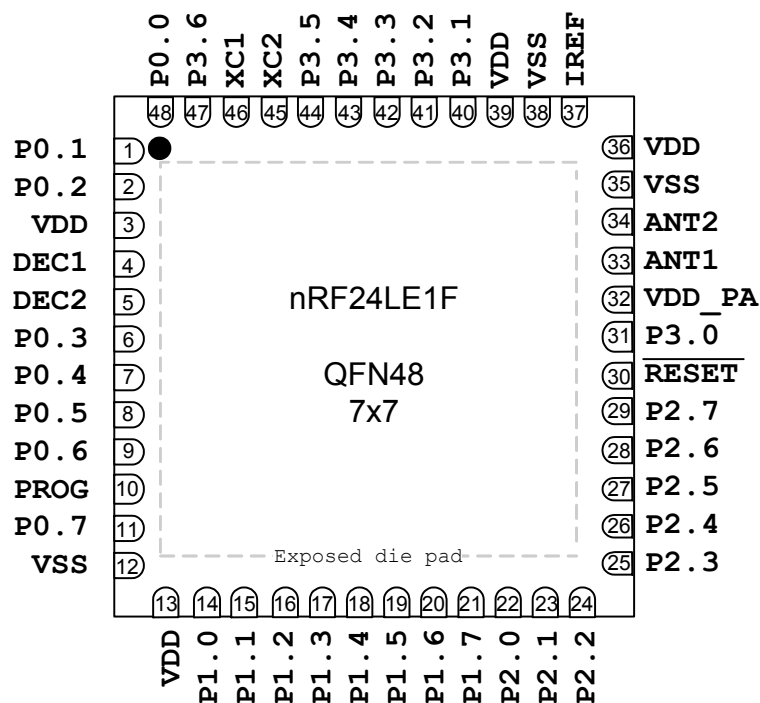 P0.0 P3.6 XC1 XC2 P3.5 P3.4 P3.3 P3.2 P3.1 VDD VSS IREF
48 47 46 45 44 43 42 41 40 39 38 37
P0.1 1 36 VDD
P0.2 2 35 VSS
VDD 3 34 ANT2
DEC1 4 33 ANT1
DEC2 5 nRF24LE1F 32 VDD_PA
P0.3 6 31 P3.0
P0.4 7 QFN48 30 RESET
P0.5 8 7x7 29 P2.7
P0.6 9 28 P2.6
PROG 10 27 P2.5
P0.7 11 26 P2.4
VSS 12 Exposed die pad 25 P2.3
13 14 15 16 17 18 19 20 21 22 23 24
VDD P1.0 P1.1 P1.2 P1.3 P1.4 P1.5 P1.6 P1.7 P2.0 P2.1 P2.2